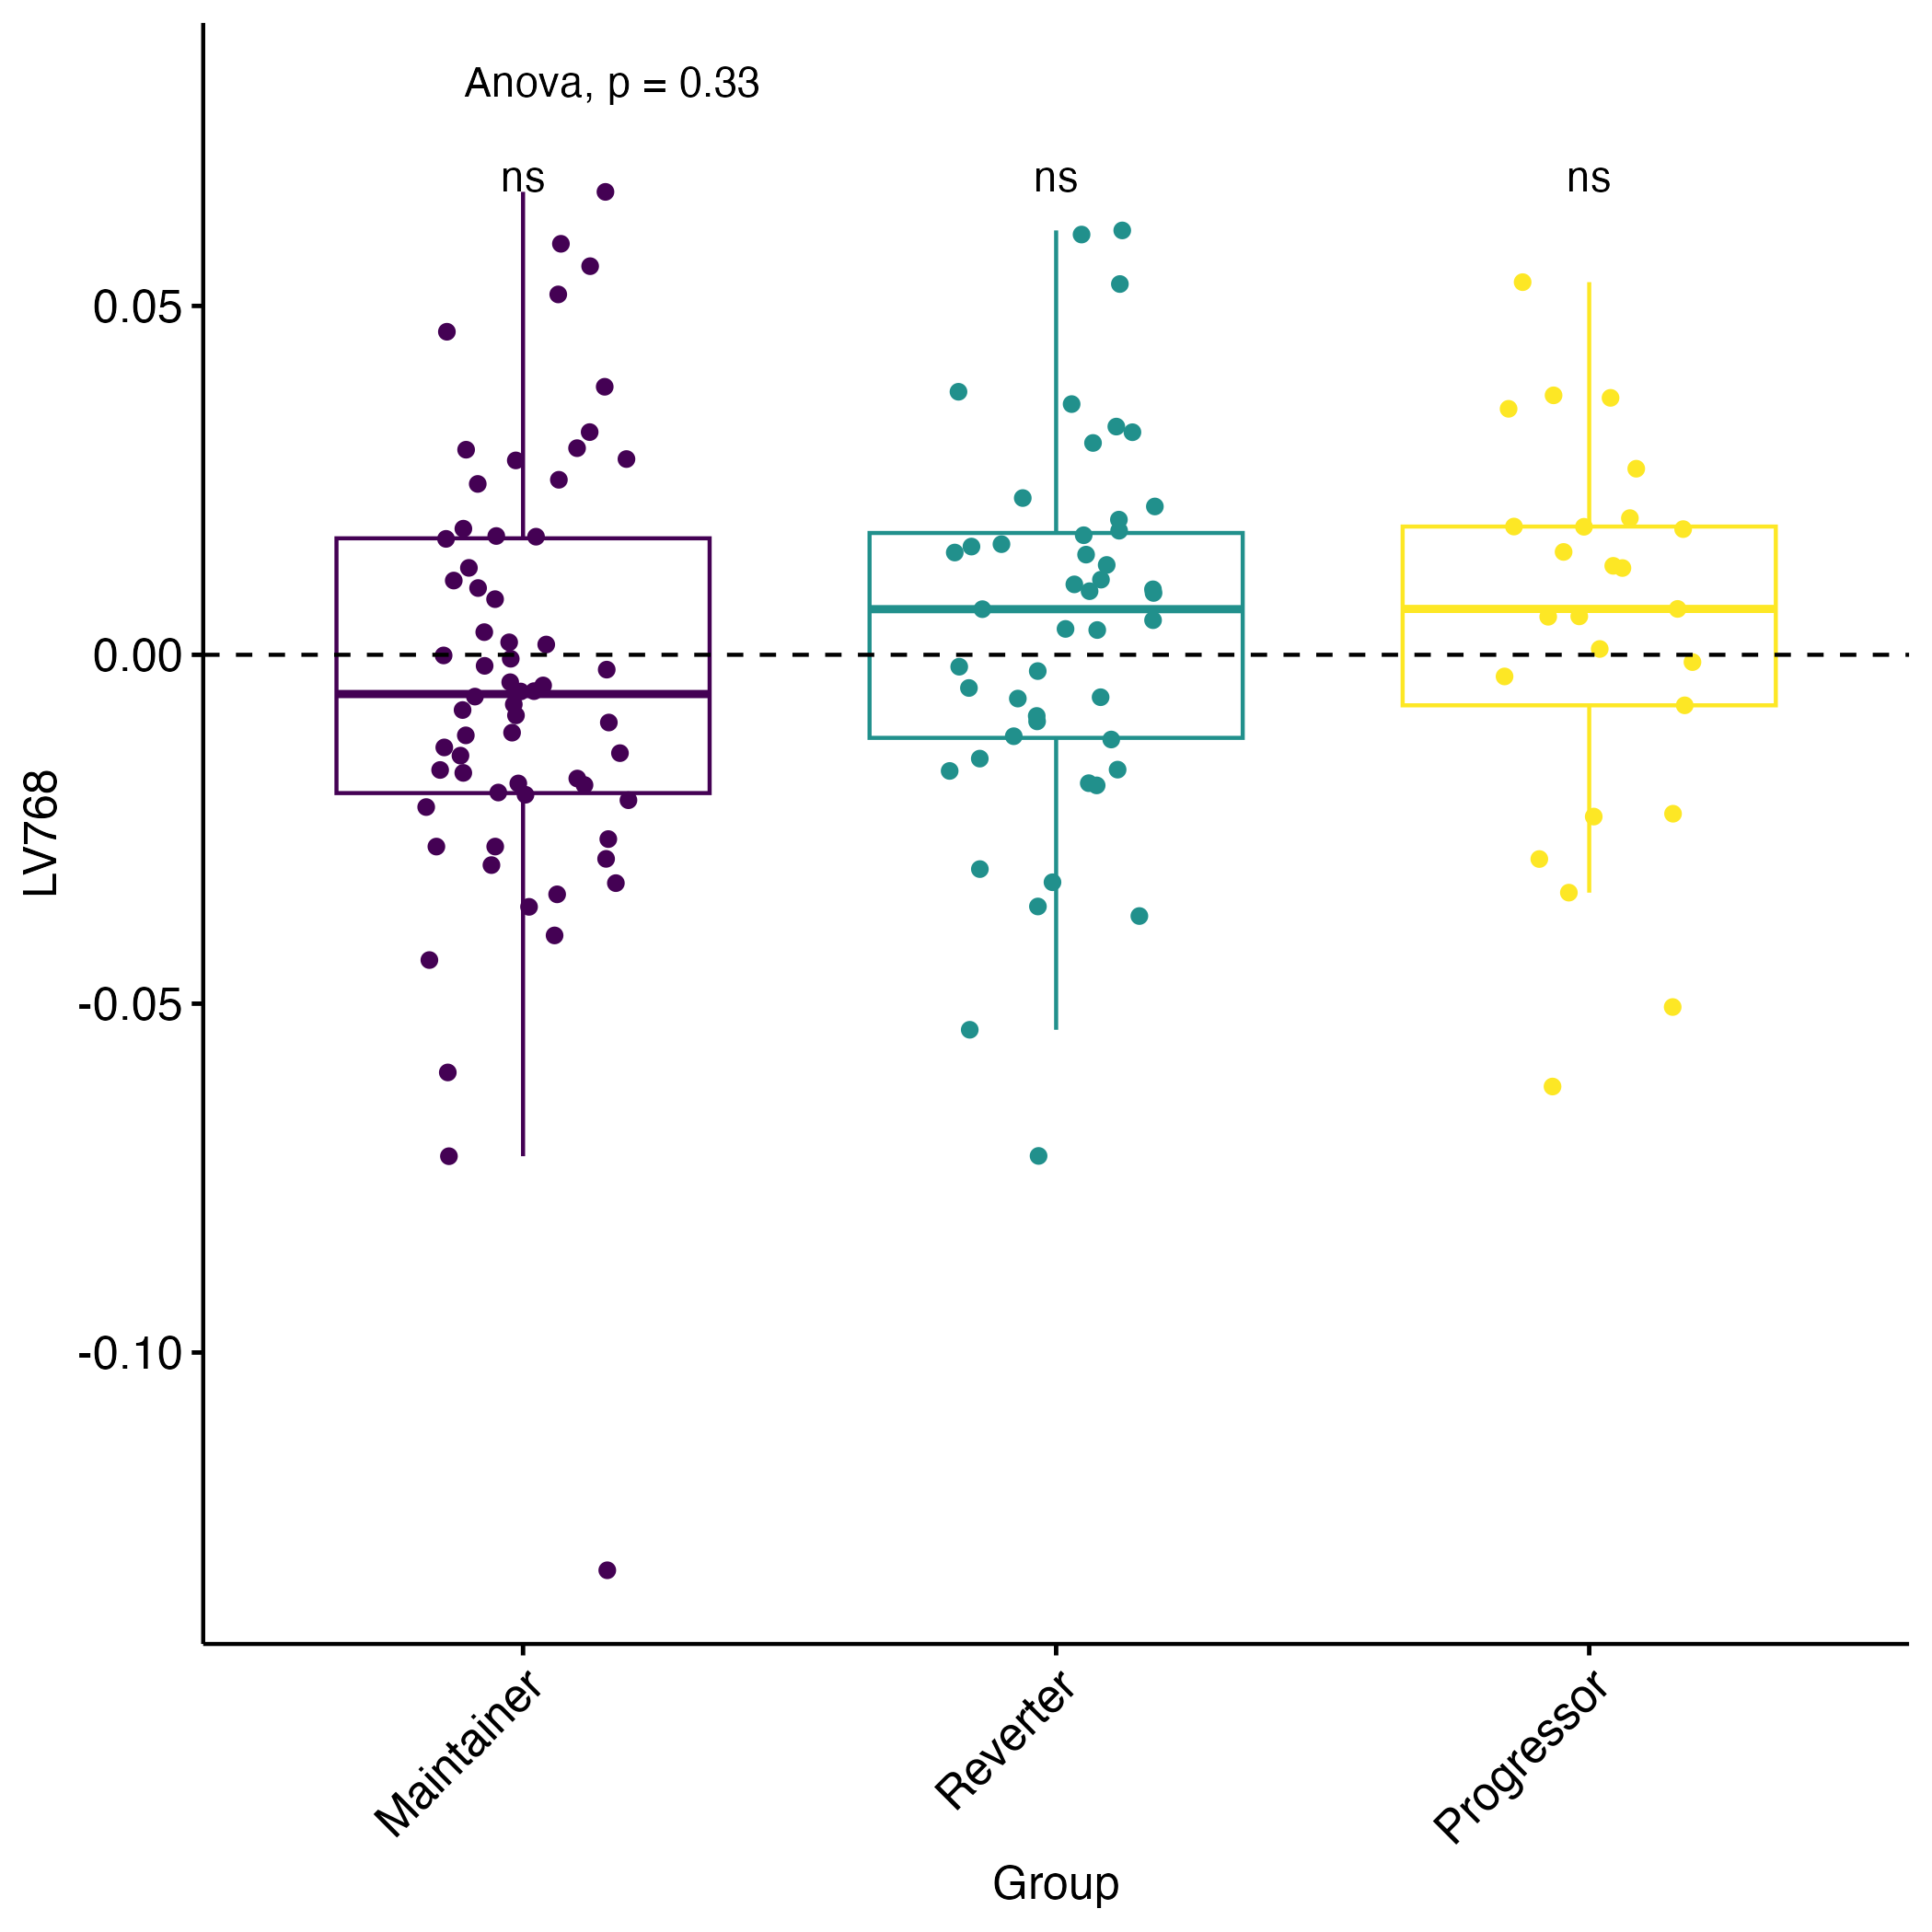 Anova, p = 0.33
ns ns ns
0.05
0.00
-0.05
-0.10
LV768
Maintainer Reverter Progressor
Group